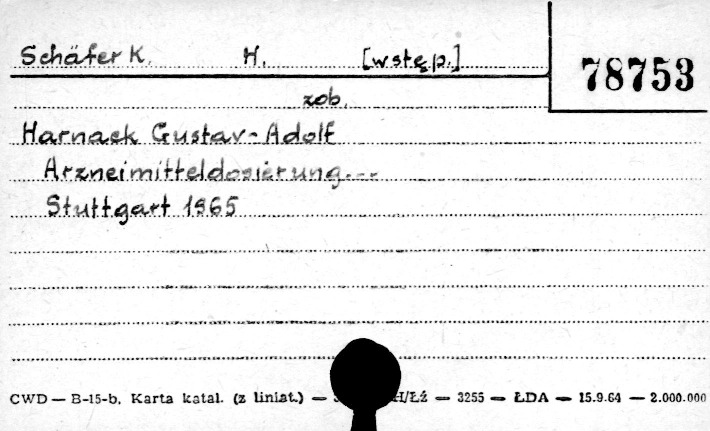 Schäfer K. H. [wstęp.]
78753
zob.
Harnack Gustav-Adolf
Arzneimitteldosierung...
Stuttgart 1965
CWD — B-15-b. Karta katal. (z liniat.) — H/Łź — 3255 — ŁDA — 15.9.64 — 2.000.000